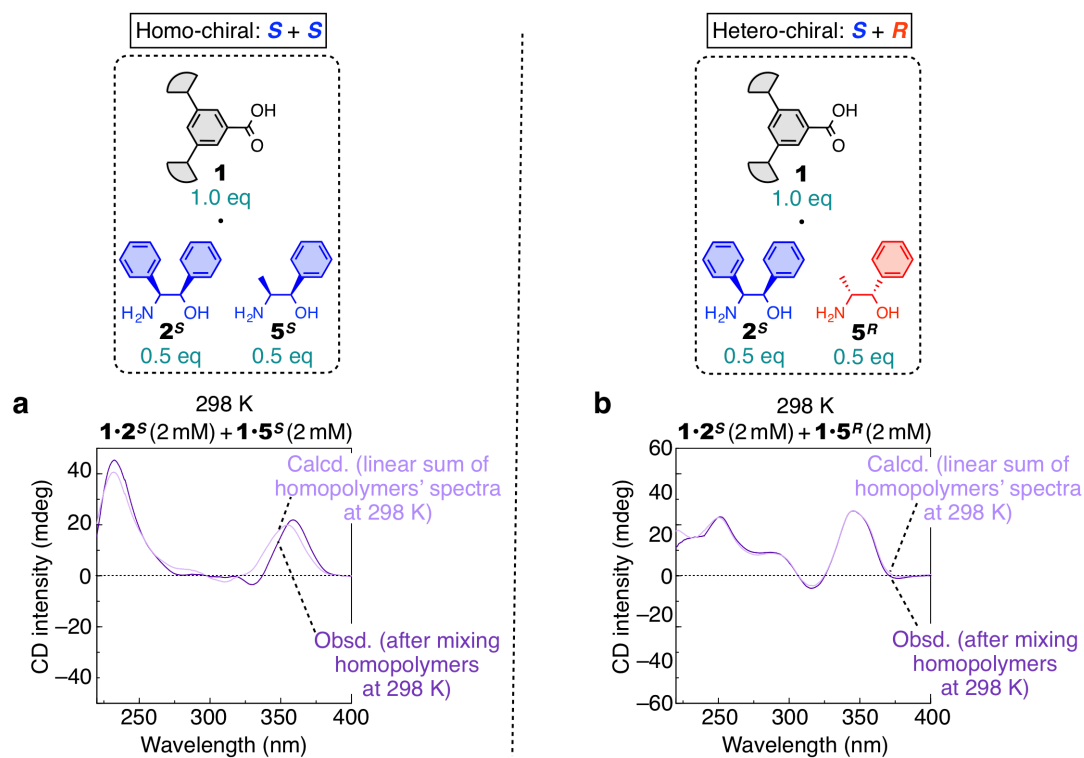 Homo-chiral: S + S
OH
O
1
1.0 eq
·
H2N
OH
2S
0.5 eq
H2N
OH
5S
0.5 eq
Hetero-chiral: S + R
OH
O
1
1.0 eq
·
H2N
OH
2S
0.5 eq
H2N
OH
5R
0.5 eq
a
298 K
1•2S (2 mM) + 1•5S (2 mM)
CD intensity (mdeg)
40
20
0
–20
–40
Calcd. (linear sum of
homopolymers’ spectra
at 298 K)
Obsd. (after mixing
homopolymers
at 298 K)
250
300
350
400
Wavelength (nm)
b
298 K
1•2S (2 mM) + 1•5R (2 mM)
CD intensity (mdeg)
60
40
20
0
–20
–40
–60
Calcd. (linear sum of
homopolymers’ spectra
at 298 K)
Obsd. (after mixing
homopolymers
at 298 K)
250
300
350
400
Wavelength (nm)